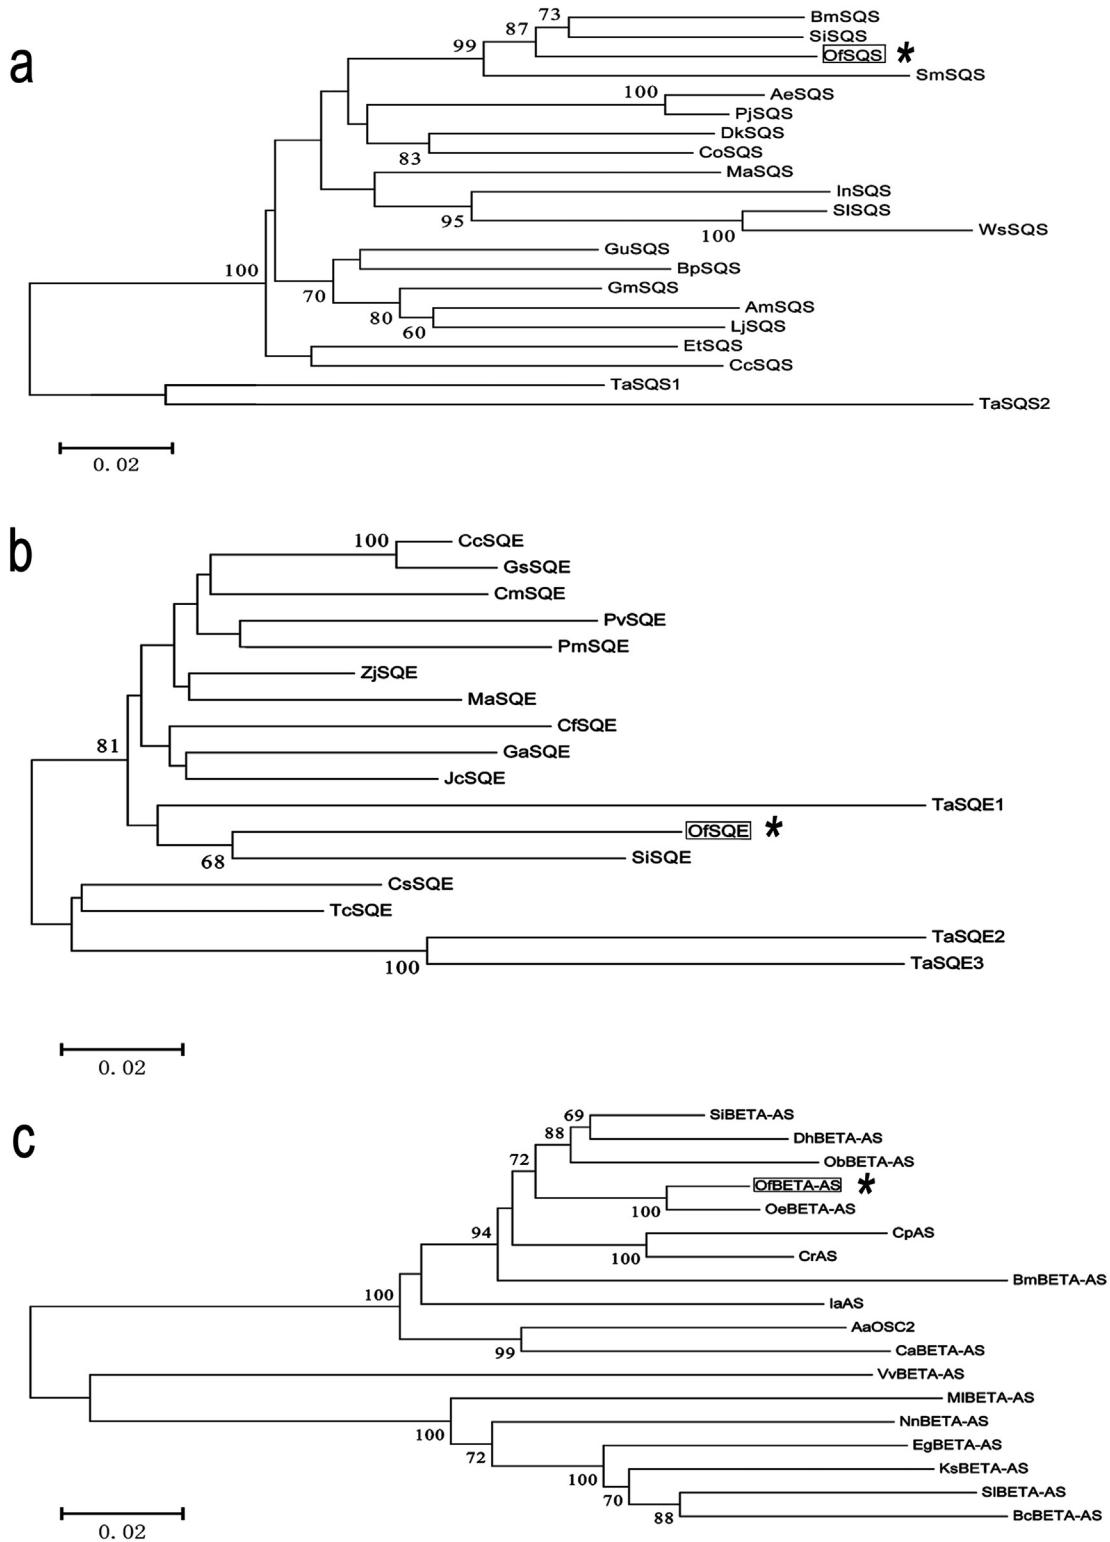 a
73
BmSQS
87
SiSQS
99
OfSQS *
SmSQS
100
AeSQS
PjSQS
DkSQS
83
CoSQS
MaSQS
InSQS
95
SlSQS
100
WsSQS
GuSQS
100
BpSQS
70
GmSQS
80
AmSQS
60
LjSQS
EtSQS
CcSQS
TaSQS1
TaSQS2
0.02
b
100
CcSQE
GsSQE
CmSQE
PvSQE
PmSQE
ZjSQE
MaSQE
CfSQE
81
GaSQE
JcSQE
TaSQE1
OfSQE *
68
SiSQE
CsSQE
TcSQE
TaSQE2
100
TaSQE3
0.02
c
69
SiBETA-AS
88
DhBETA-AS
72
ObBETA-AS
OfBETA-AS *
100
OeBETA-AS
94
CpAS
100
CrAS
BmBETA-AS
100
IaAS
AaOSC2
99
CaBETA-AS
VvBETA-AS
MlBETA-AS
100
NnBETA-AS
72
EgBETA-AS
100
KsBETA-AS
70
SlBETA-AS
88
BcBETA-AS
0.02